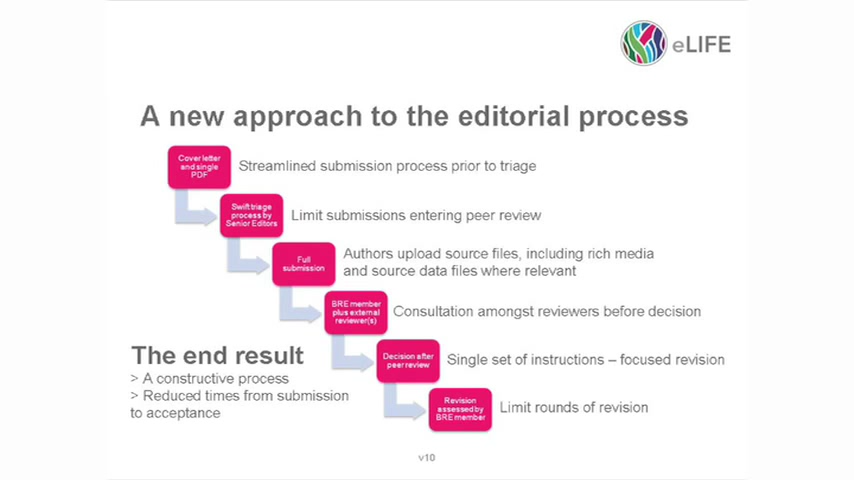 eLIFE
A new approach to the editorial process
Cover letter
and single
PDF
Streamlined submission process prior to triage
Swift triage
process by
Senior Editors
Limit submissions entering peer review
Full
submission
Authors upload source files, including rich media
and source data files where relevant
BRE member
plus external
reviewer(s)
Consultation amongst reviewers before decision
Decision after
peer review
Single set of instructions – focused revision
Revision
assessed by
BRE member
Limit rounds of revision
The end result
> A constructive process
> Reduced times from submission
to acceptance
v10